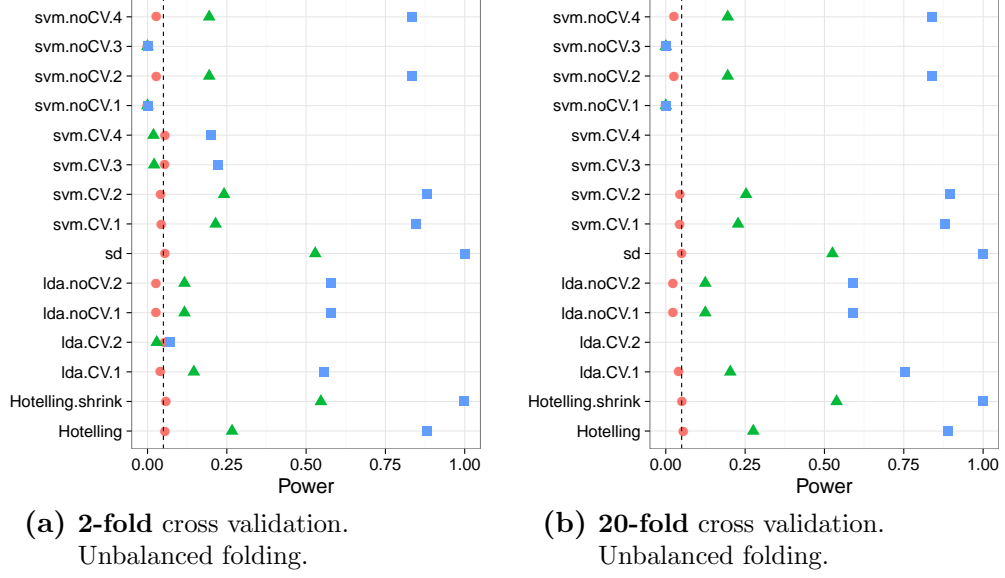 svm.noCV.4
svm.noCV.3
svm.noCV.2
svm.noCV.1
svm.CV.4
svm.CV.3
svm.CV.2
svm.CV.1
sd
lda.noCV.2
lda.noCV.1
lda.CV.2
lda.CV.1
Hotelling.shrink
Hotelling
0.00 0.25 0.50 0.75 1.00
Power
(a) 2-fold cross validation.
Unbalanced folding.
svm.noCV.4
svm.noCV.3
svm.noCV.2
svm.noCV.1
svm.CV.4
svm.CV.3
svm.CV.2
svm.CV.1
sd
lda.noCV.2
lda.noCV.1
lda.CV.2
lda.CV.1
Hotelling.shrink
Hotelling
0.00 0.25 0.50 0.75 1.00
Power
(b) 20-fold cross validation.
Unbalanced folding.